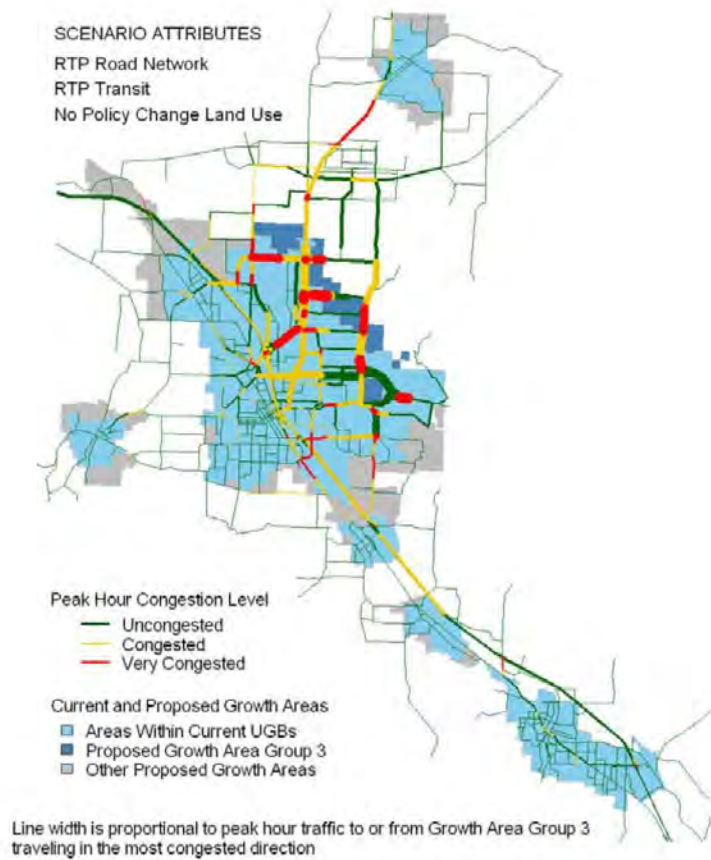 SCENARIO ATTRIBUTES
RTP Road Network
RTP Transit
No Policy Change Land Use
Peak Hour Congestion Level
Uncongested
Congested
Very Congested
Current and Proposed Growth Areas
Areas Within Current UGBs
Proposed Growth Area Group 3
Other Proposed Growth Areas
Line width is proportional to peak hour traffic to or from Growth Area Group 3
traveling in the most congested direction